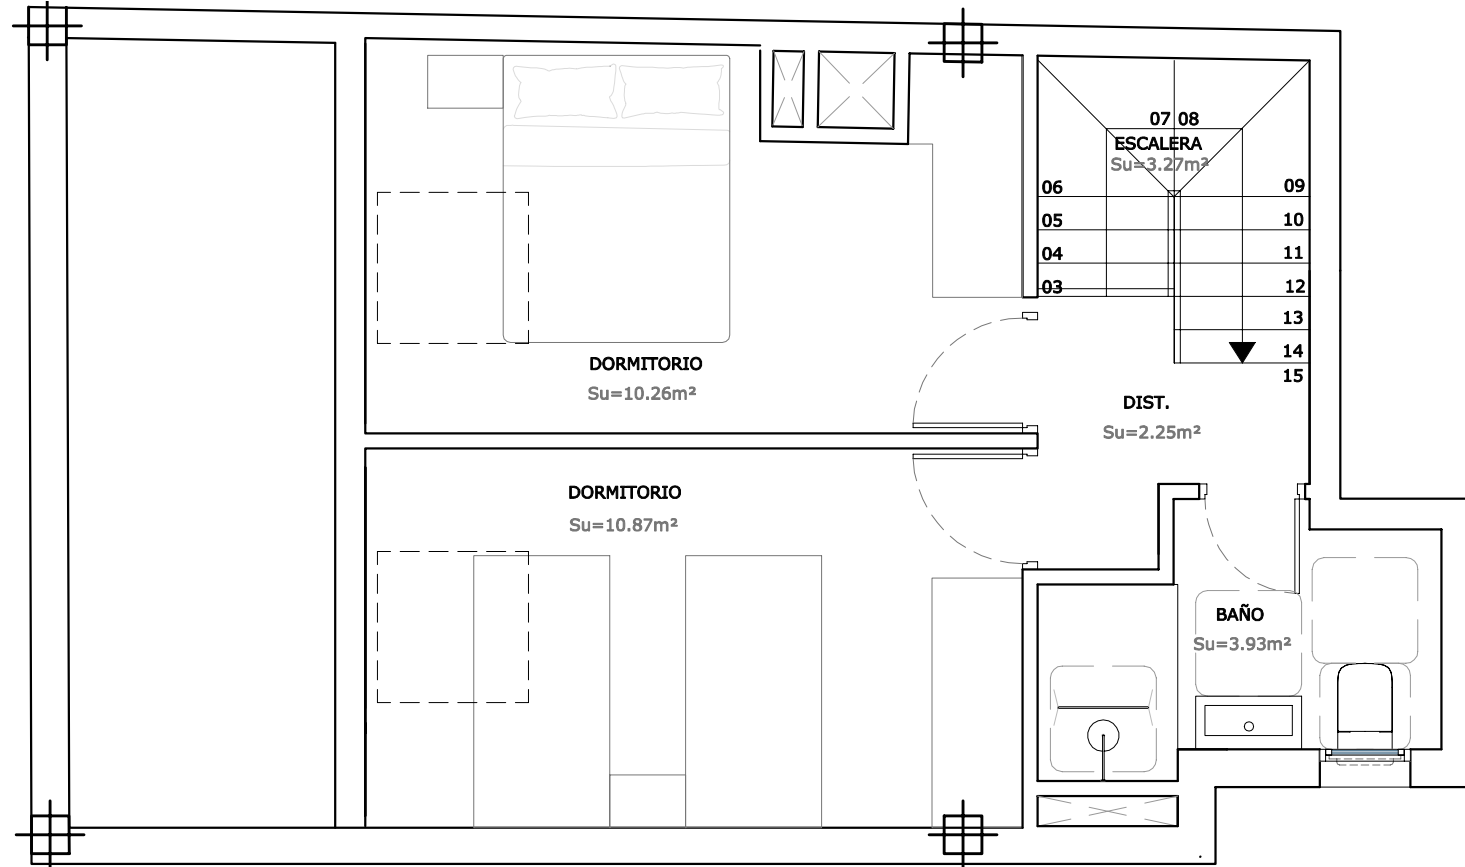 07 08
ESCALERA
Su=3.27m²
06
09
05
10
04
11
03
12
13
14
15
DORMITORIO
Su=10.26m²
DIST.
Su=2.25m²
DORMITORIO
Su=10.87m²
BAÑO
Su=3.93m²